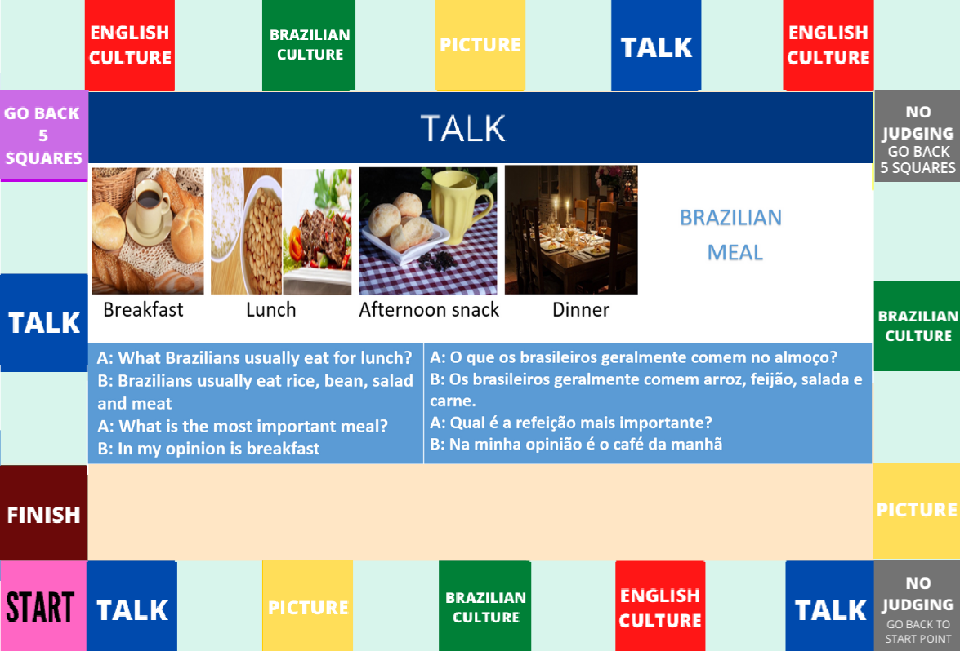 ENGLISH
CULTURE
BRAZILIAN
CULTURE
PICTURE
TALK
ENGLISH
CULTURE
GO BACK
5
SQUARES
TALK
NO
JUDGING
GO BACK
5 SQUARES
BRAZILIAN
MEAL
Breakfast
Lunch
Afternoon snack
Dinner
TALK
BRAZILIAN
CULTURE
A: What Brazilians usually eat for lunch?
B: Brazilians usually eat rice, bean, salad
and meat
A: What is the most important meal?
B: In my opinion is breakfast
A: O que os brasileiros geralmente comem no almoço?
B: Os brasileiros geralmente comem arroz, feijão, salada e
carne.
A: Qual é a refeição mais importante?
B: Na minha opinião é o café da manhã
FINISH
PICTURE
START
TALK
PICTURE
BRAZILIAN
CULTURE
ENGLISH
CULTURE
TALK
NO
JUDGING
GO BACK TO
START POINT